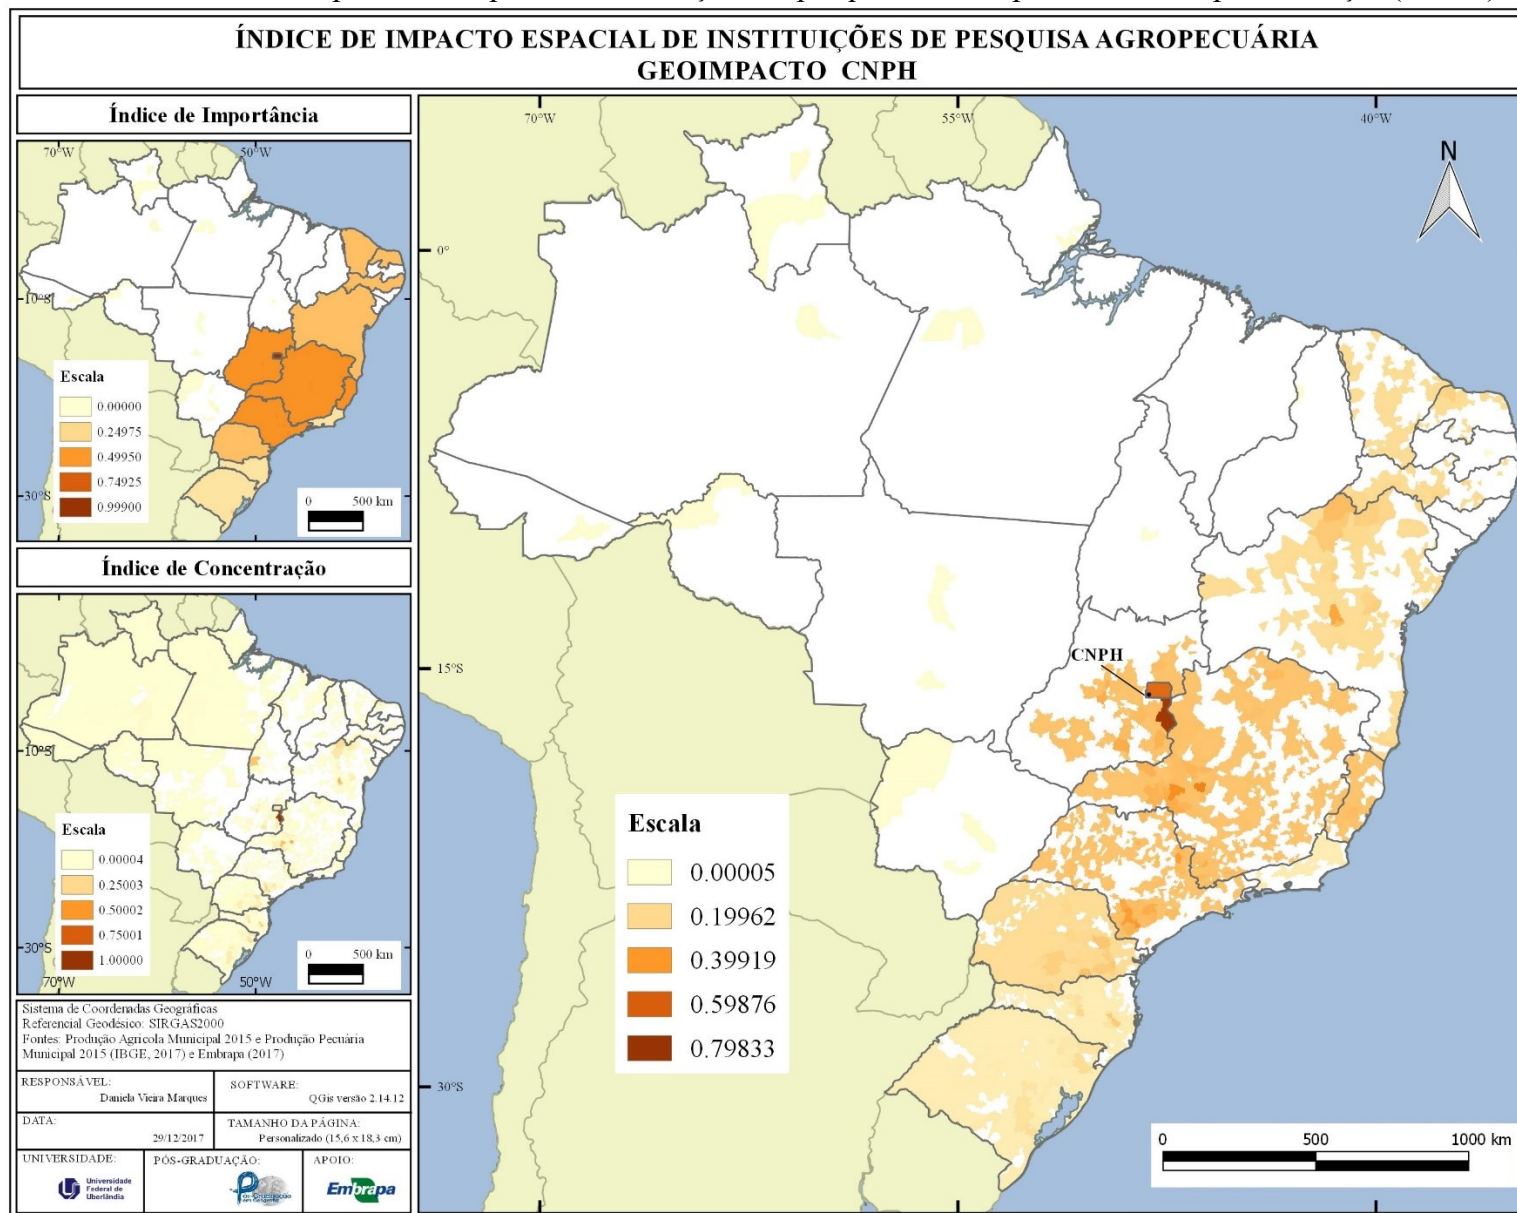 ÍNDICE DE IMPACTO ESPACIAL DE INSTITUIÇÕES DE PESQUISA AGROPECUÁRIA
GEOIMPACTO CNPH
Índice de Importância
70°W
50°W
10°S
30°S
Escala
0.00000
0.24975
0.49950
0.74925
0.99900
0
500 km
Índice de Concentração
10°S
30°S
70°W
50°W
Escala
0.00004
0.25003
0.50002
0.75001
1.00000
0
500 km
Sistema de Coordenadas Geográficas
Referencial Geodésico: SIRGAS2000
Fontes: Produção Agrícola Municipal 2015 e Produção Pecuária
Municipal 2015 (IBGE, 2017) e Embrapa (2017)
RESPONSÁVEL:
Daniela Vieira Marques
SOFTWARE:
QGis versão 2.14.12
DATA:
29/12/2017
TAMANHO DA PÁGINA:
Personalizado (15,6 x 18,3 cm)
UNIVERSIDADE:
Universidade
Federal de
Uberlândia
PÓS-GRADUAÇÃO:
APOIO:
Embrapa
70°W
55°W
40°W
N
0°
15°S
30°S
CNPH
Escala
0.00005
0.19962
0.39919
0.59876
0.79833
0
500
1000 km